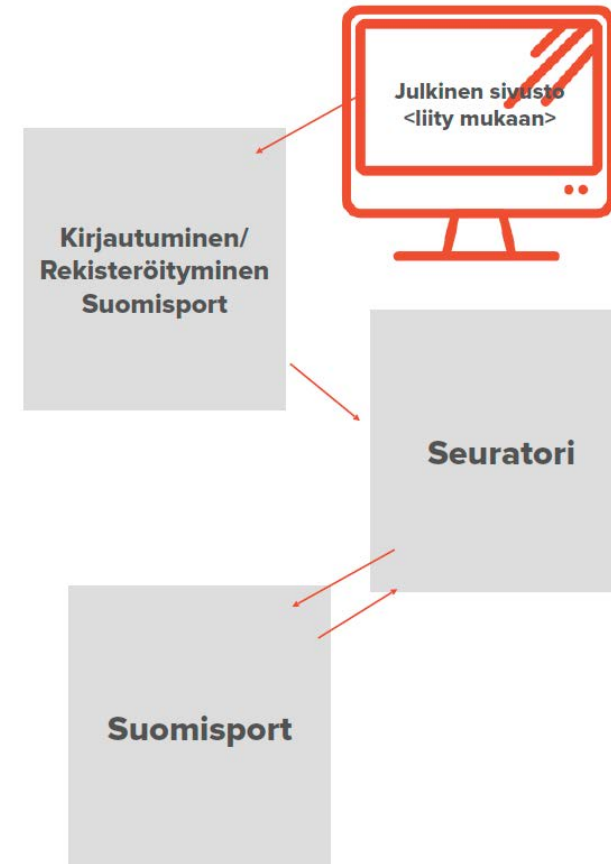 Julkinen sivusto
<liity mukaan>
Kirjautuminen/
Rekisteröityminen
Suomisport
Seuratori
Suomisport